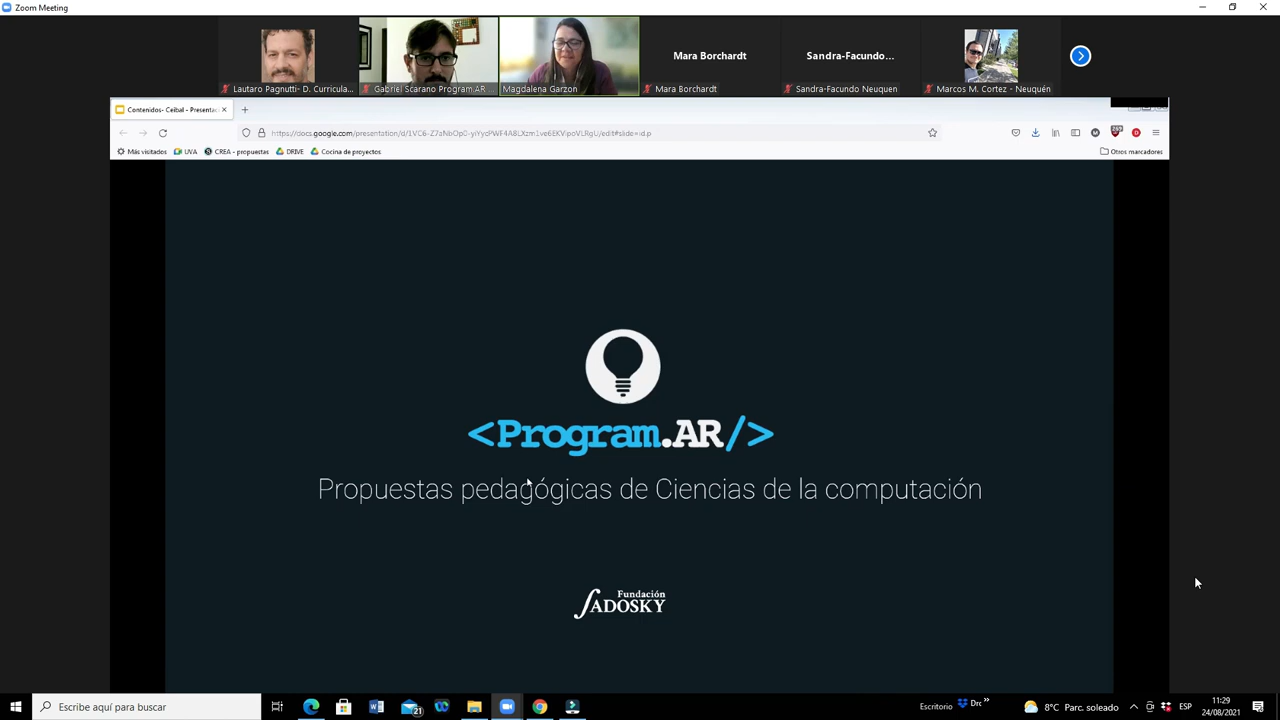 Zoom Meeting
Mara Borchardt
Sandra-Facundo...
Lautaro Pagnutti- D. Curricula...
Gabriel Scarano Program.AR ...
Magdalena Garzon
Mara Borchardt
Sandra-Facundo Neuquen
Marcos M. Cortez - Neuquén
Contenidos- Ceibal - Presentac
Más visitados
UVA
CREA - propuestas
DRIVE
Cocina de proyectos
Otros marcadores
<Program.AR/>
Propuestas pedagógicas de Ciencias de la computación
Fundación
SADOSKY
Escribe aquí para buscar
21
Escritorio
8°C Parc. soleado
ESP
11:29
24/08/2021